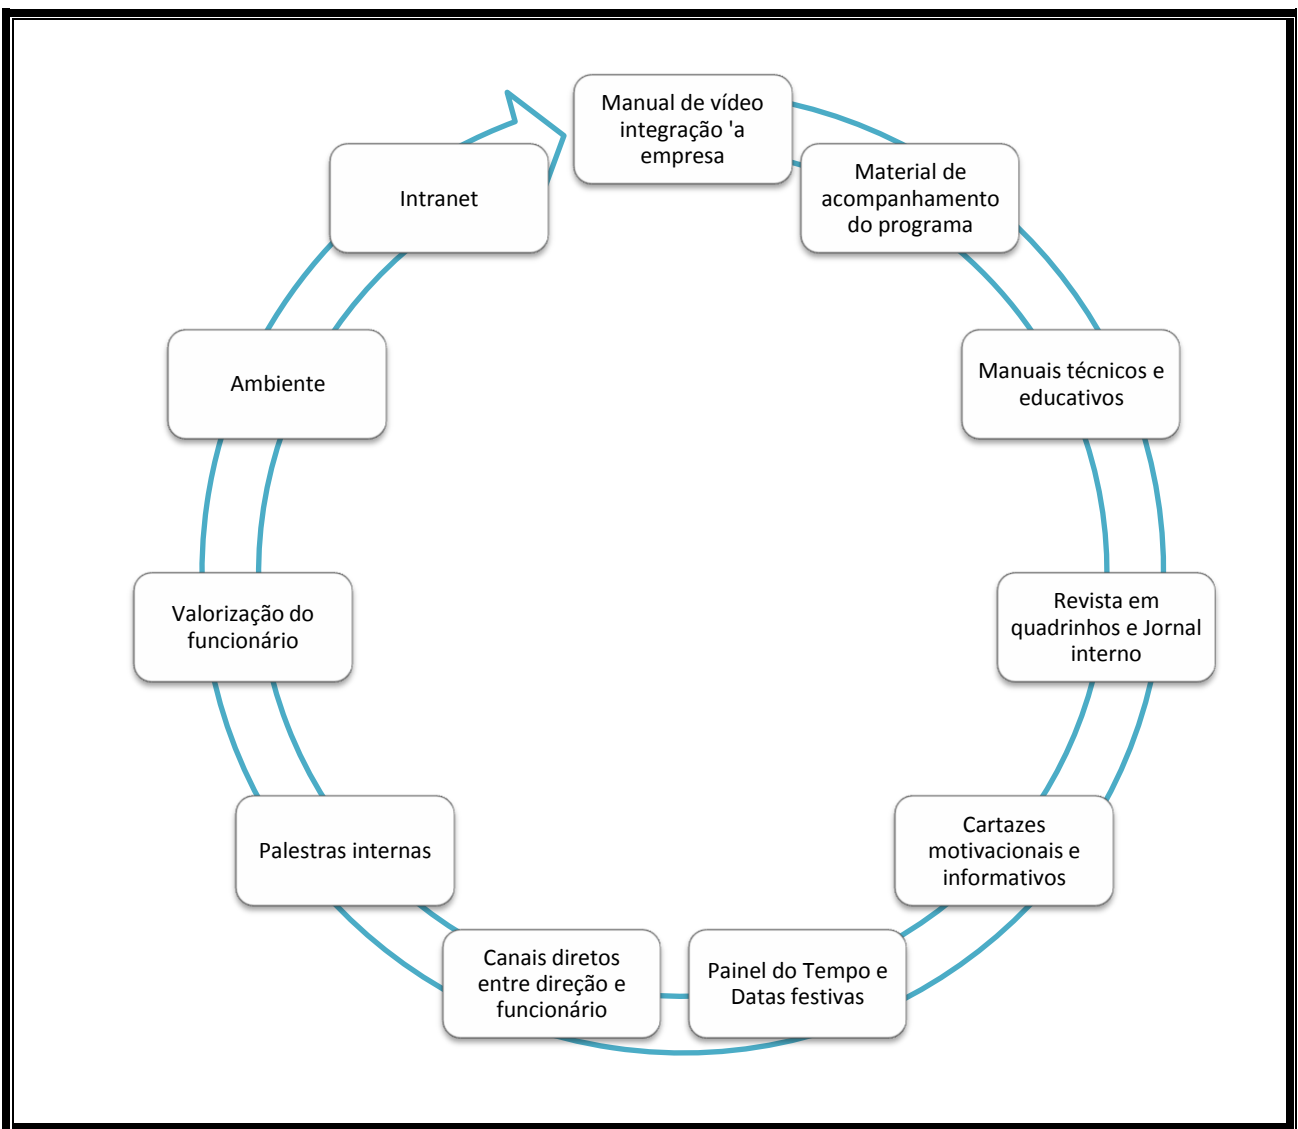 Manual de vídeo
integração 'a
empresa
Material de
acompanhamento
do programa
Manuais técnicos e
educativos
Revista em
quadrinhos e Jornal
interno
Cartazes
motivacionais e
informativos
Painel do Tempo e
Datas festivas
Canais diretos
entre direção e
funcionário
Palestras internas
Valorização do
funcionário
Ambiente
Intranet